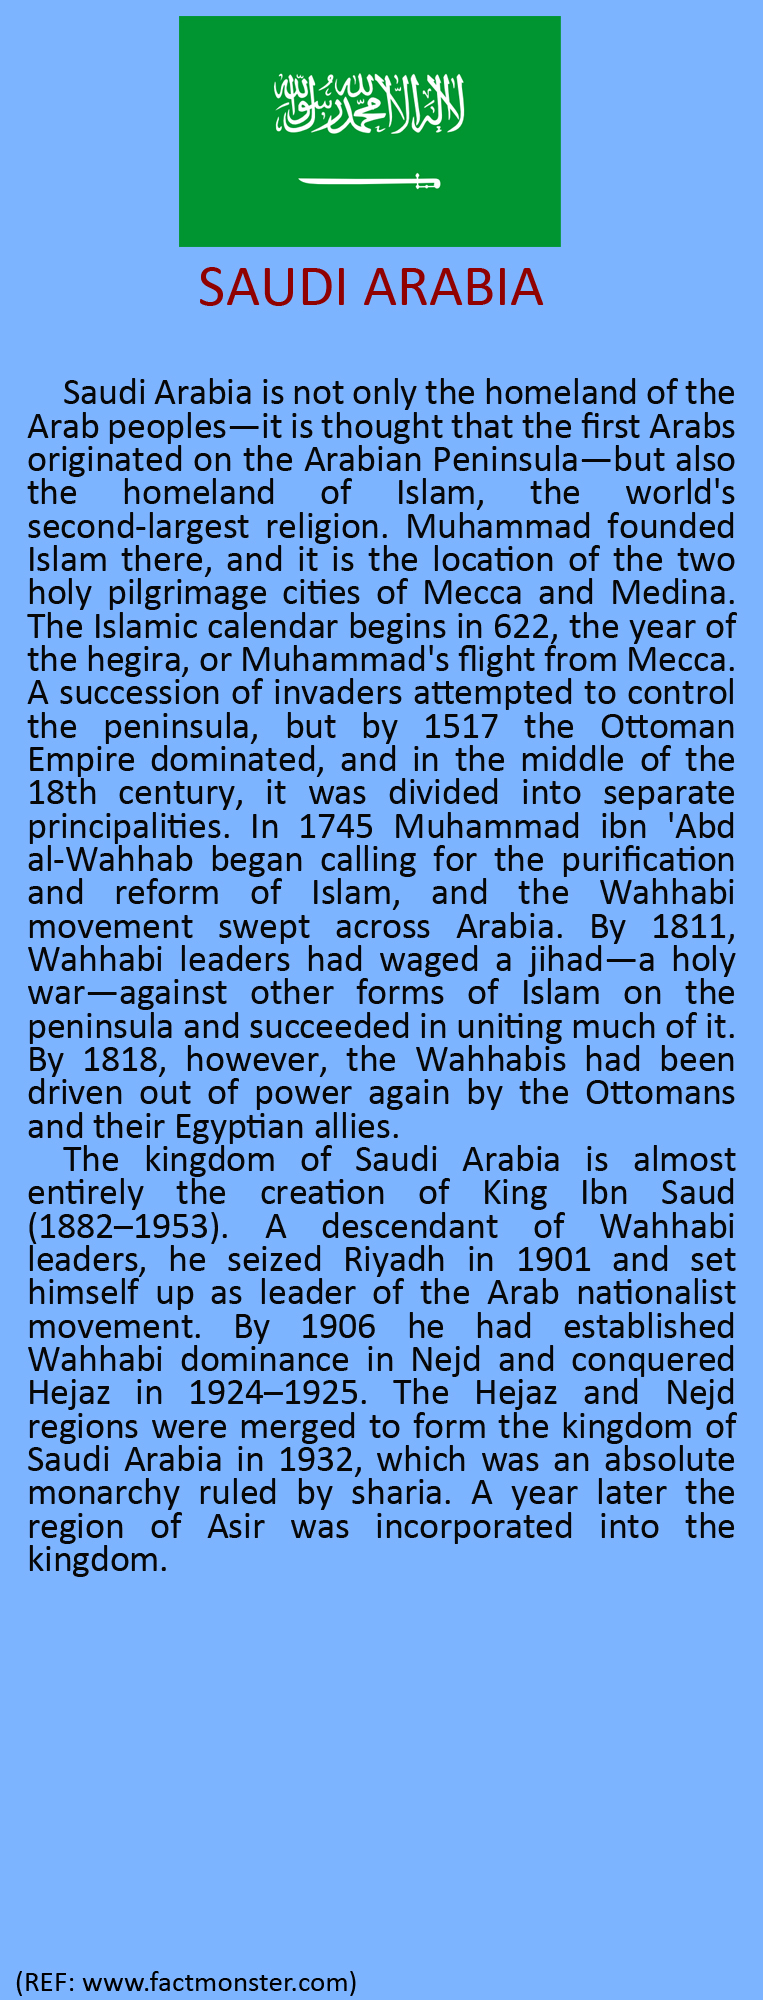 لا إله إلا الله محمد رسول الله
SAUDI ARABIA
Saudi Arabia is not only the homeland of the
Arab peoples—it is thought that the first Arabs
originated on the Arabian Peninsula—but also
the homeland of Islam, the world's
second-largest religion. Muhammad founded
Islam there, and it is the location of the two
holy pilgrimage cities of Mecca and Medina.
The Islamic calendar begins in 622, the year of
the hegira, or Muhammad's flight from Mecca.
A succession of invaders attempted to control
the peninsula, but by 1517 the Ottoman
Empire dominated, and in the middle of the
18th century, it was divided into separate
principalities. In 1745 Muhammad ibn 'Abd
al-Wahhab began calling for the purification
and reform of Islam, and the Wahhabi
movement swept across Arabia. By 1811,
Wahhabi leaders had waged a jihad—a holy
war—against other forms of Islam on the
peninsula and succeeded in uniting much of it.
By 1818, however, the Wahhabis had been
driven out of power again by the Ottomans
and their Egyptian allies.
The kingdom of Saudi Arabia is almost
entirely the creation of King Ibn Saud
(1882–1953). A descendant of Wahhabi
leaders, he seized Riyadh in 1901 and set
himself up as leader of the Arab nationalist
movement. By 1906 he had established
Wahhabi dominance in Nejd and conquered
Hejaz in 1924–1925. The Hejaz and Nejd
regions were merged to form the kingdom of
Saudi Arabia in 1932, which was an absolute
monarchy ruled by sharia. A year later the
region of Asir was incorporated into the
kingdom.
(REF: www.factmonster.com)